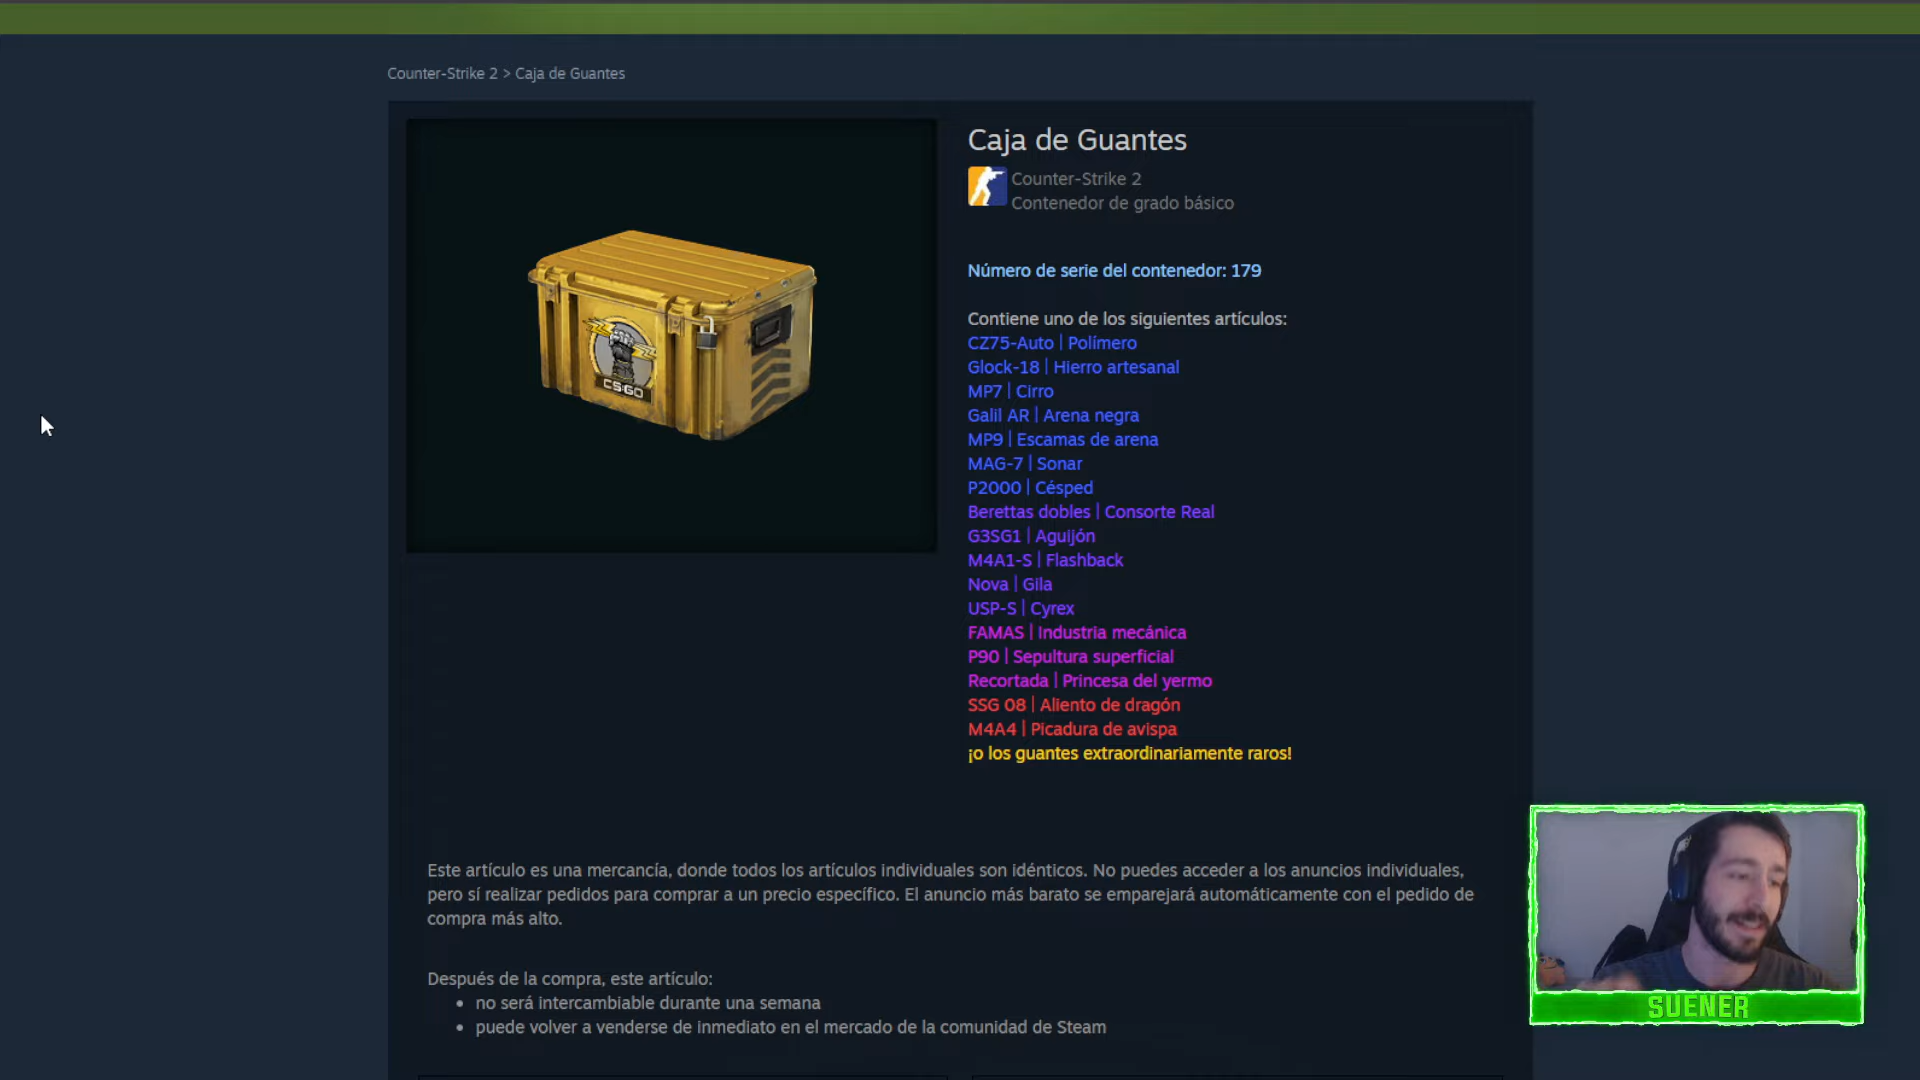 Counter-Strike 2 > Caja de Guantes
Caja de Guantes
Counter-Strike 2
Contenedor de grado básico
Número de serie del contenedor: 179
Contiene uno de los siguientes artículos:
CZ75-Auto | Polímero
Glock-18 | Hierro artesanal
MP7 | Cirro
Galil AR | Arena negra
MP9 | Escamas de arena
MAG-7 | Sonar
P2000 | Césped
Berettas dobles | Consorte Real
G3SG1 | Aguijón
M4A1-S | Flashback
Nova | Gila
USP-S | Cyrex
FAMAS | Industria mecánica
P90 | Sepultura superficial
Recortada | Princesa del yermo
SSG 08 | Aliento de dragón
M4A4 | Picadura de avispa
¡o los guantes extraordinariamente raros!
CS:GO
Este artículo es una mercancía, donde todos los artículos individuales son idénticos. No puedes acceder a los anuncios individuales,
pero sí realizar pedidos para comprar a un precio específico. El anuncio más barato se emparejará automáticamente con el pedido de
compra más alto.
Después de la compra, este artículo:
• no será intercambiable durante una semana
• puede volver a venderse de inmediato en el mercado de la comunidad de Steam
SUENER